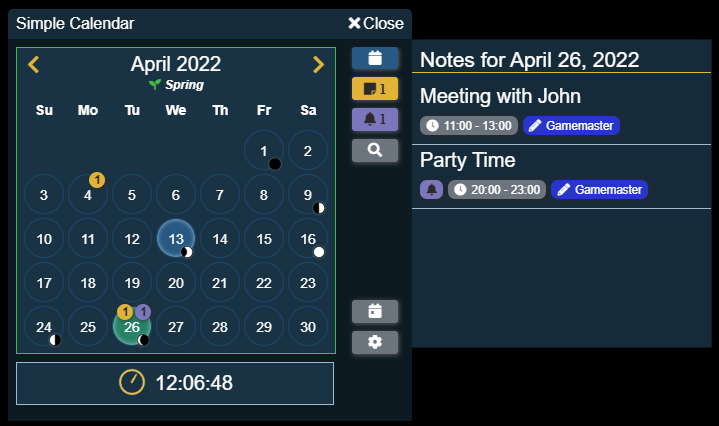 Simple Calendar
Close
April 2022
Spring
Su Mo Tu We Th Fr Sa
1 2
1
3 4 5 6 7 8 9
10 11 12 13 14 15 16
17 18 19 20 21 22 23
1 1
24 25 26 27 28 29 30
12:06:48
1
1
Notes for April 26, 2022
Meeting with John
11:00 - 13:00 Gamemaster
Party Time
20:00 - 23:00 Gamemaster